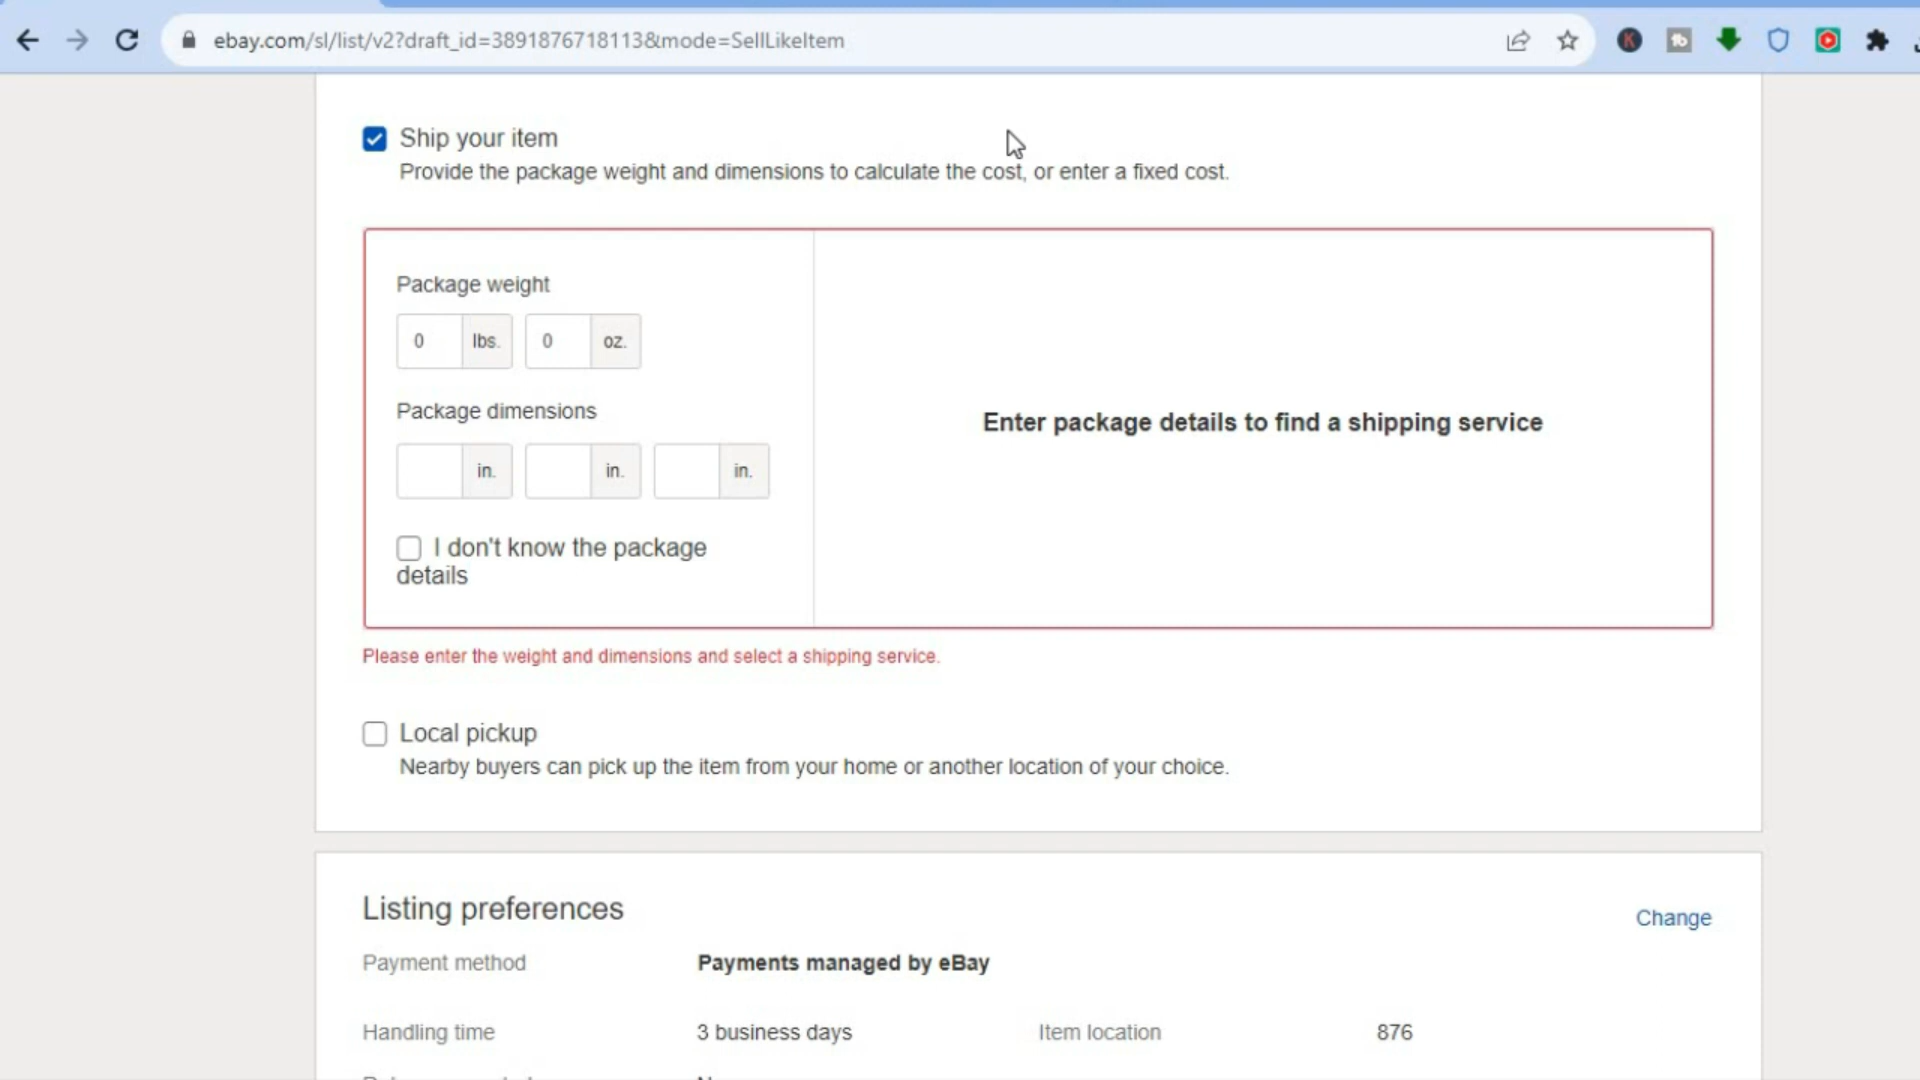 ebay.com/sl/list/v2?draft_id=3891876718113&mode=SellLikeItem
Ship your item
Provide the package weight and dimensions to calculate the cost, or enter a fixed cost.
Package weight
0 lbs. 0 oz.
Package dimensions
in. in. in.
I don't know the package
details
Enter package details to find a shipping service
Please enter the weight and dimensions and select a shipping service.
Local pickup
Nearby buyers can pick up the item from your home or another location of your choice.
Listing preferences
Change
Payment method Payments managed by eBay
Handling time 3 business days Item location 876